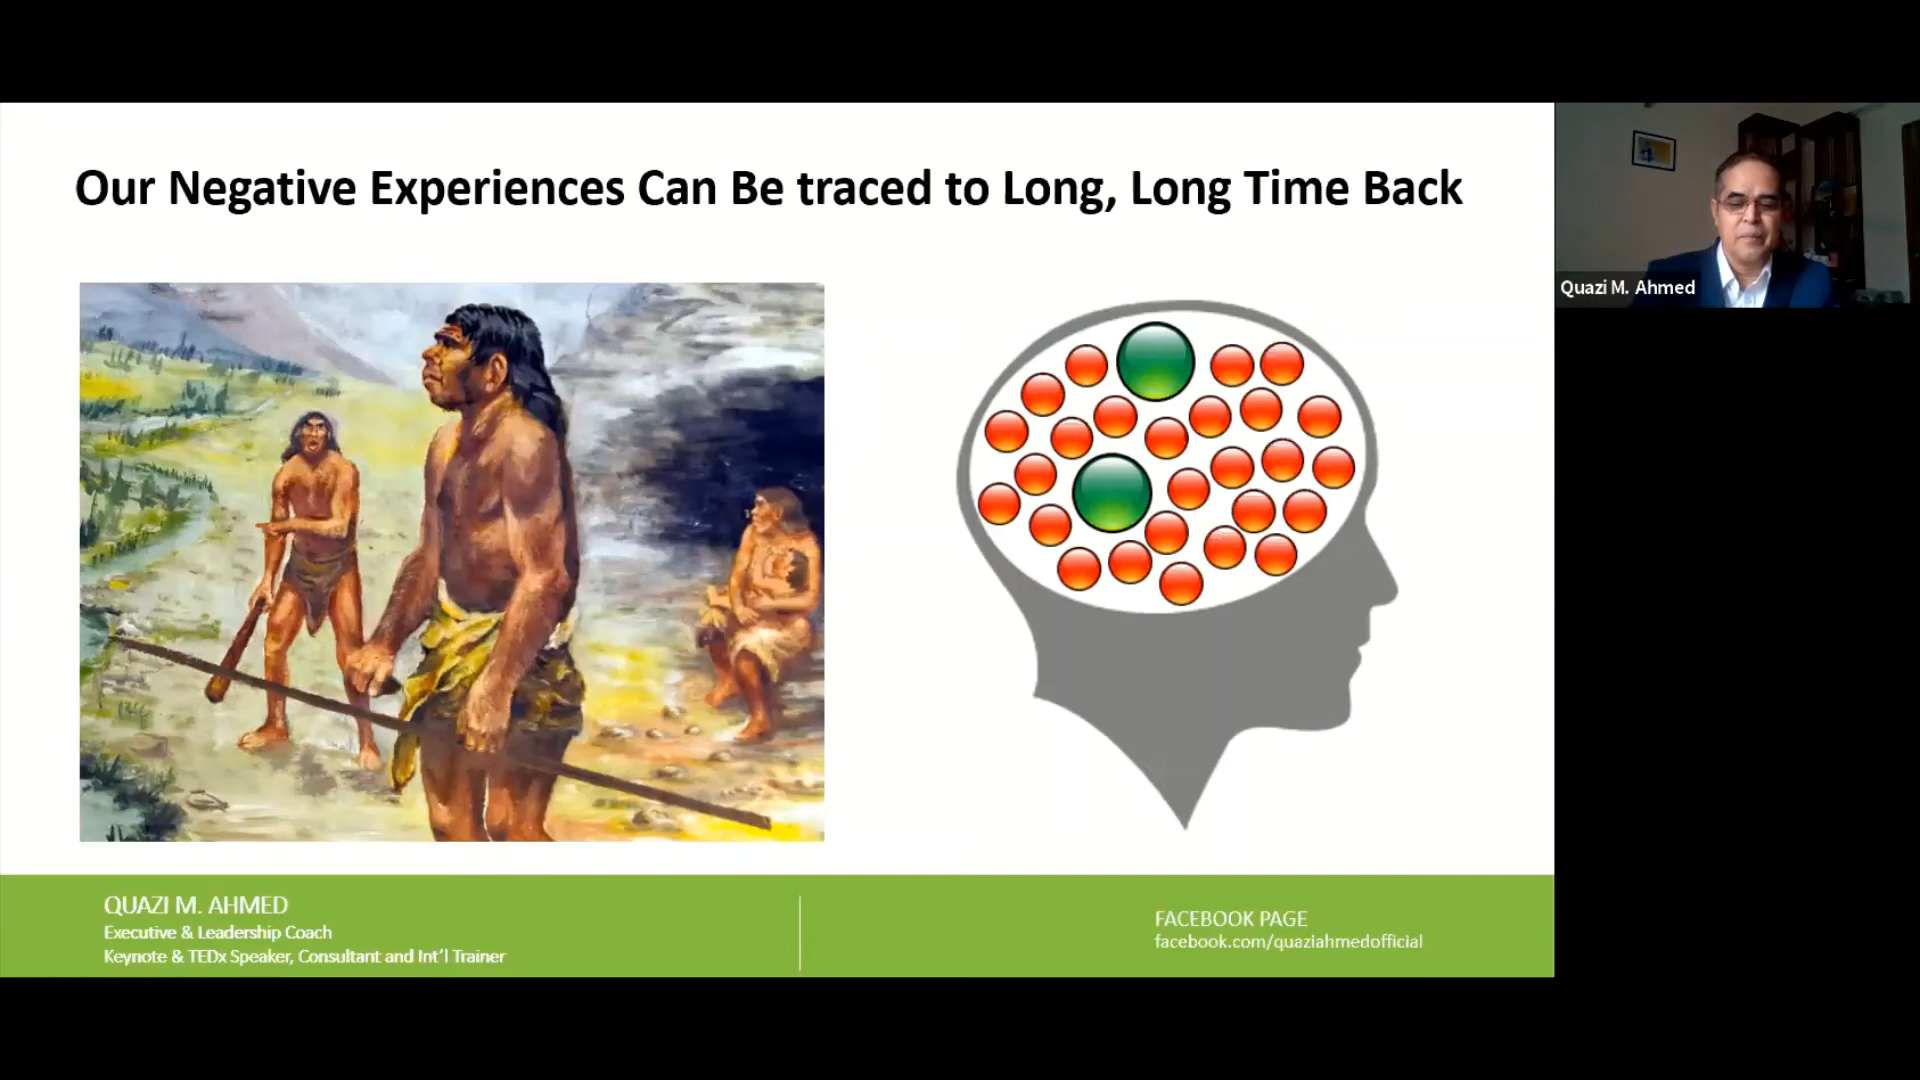 Our Negative Experiences Can Be traced to Long, Long Time Back
Quazi M. Ahmed
QUAZI M. AHMED
Executive & Leadership Coach
Keynote & TEDx Speaker, Consultant and Int'l Trainer
FACEBOOK PAGE
facebook.com/quaziahmedofficial